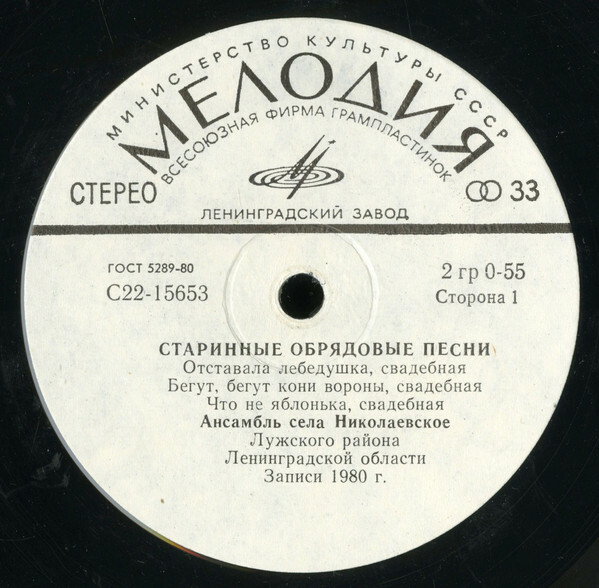 МИНИСТЕРСТВО КУЛЬТУРЫ СССР
МЕЛОДИЯ
ВСЕСОЮЗНАЯ ФИРМА ГРАМПЛАСТИНОК
СТЕРЕО
33
ЛЕНИНГРАДСКИЙ ЗАВОД
ГОСТ 5289-80
2 гр 0-55
С22-15653
Сторона 1
СТАРИННЫЕ ОБРЯДОВЫЕ ПЕСНИ
Отставала лебедушка, свадебная
Бегут, бегут кони вороны, свадебная
Что не яблонька, свадебная
Ансамбль села Николаевское
Лужского района
Ленинградской области
Записи 1980 г.